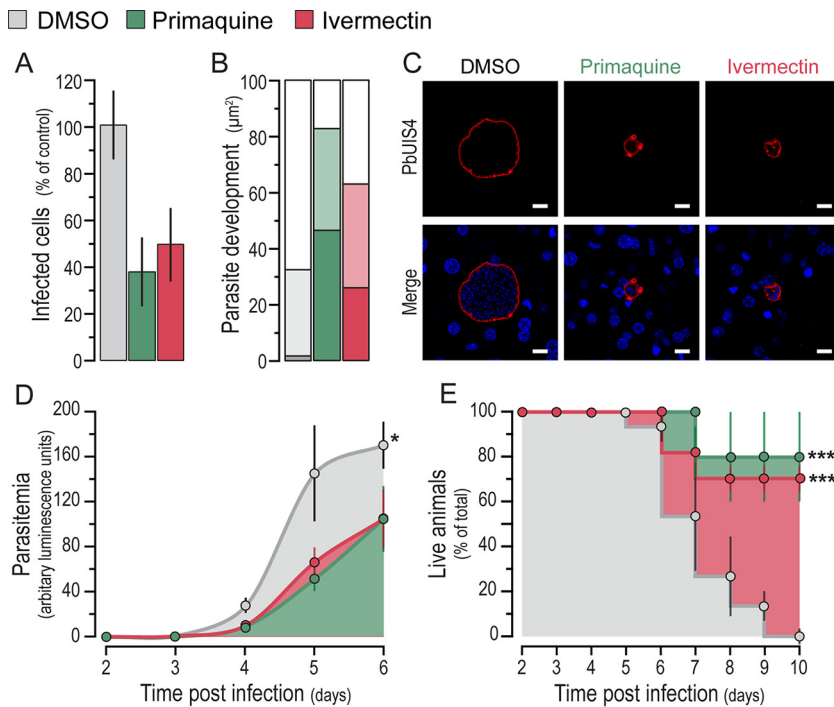 DMSO Primaquine Ivermectin
A
Infected cells (% of control)
120
100
80
60
40
20
0
B
Parasite development (µm²)
100
80
60
40
20
0
C
DMSO Primaquine Ivermectin
PbUIS4
Merge
D
Parasitemia
(arbitary luminescence units)
200
160
120
80
40
0
*
2 3 4 5 6
Time post infection (days)
E
Live animals
(% of total)
100
80
60
40
20
0
***
***
2 3 4 5 6 7 8 9 10
Time post infection (days)